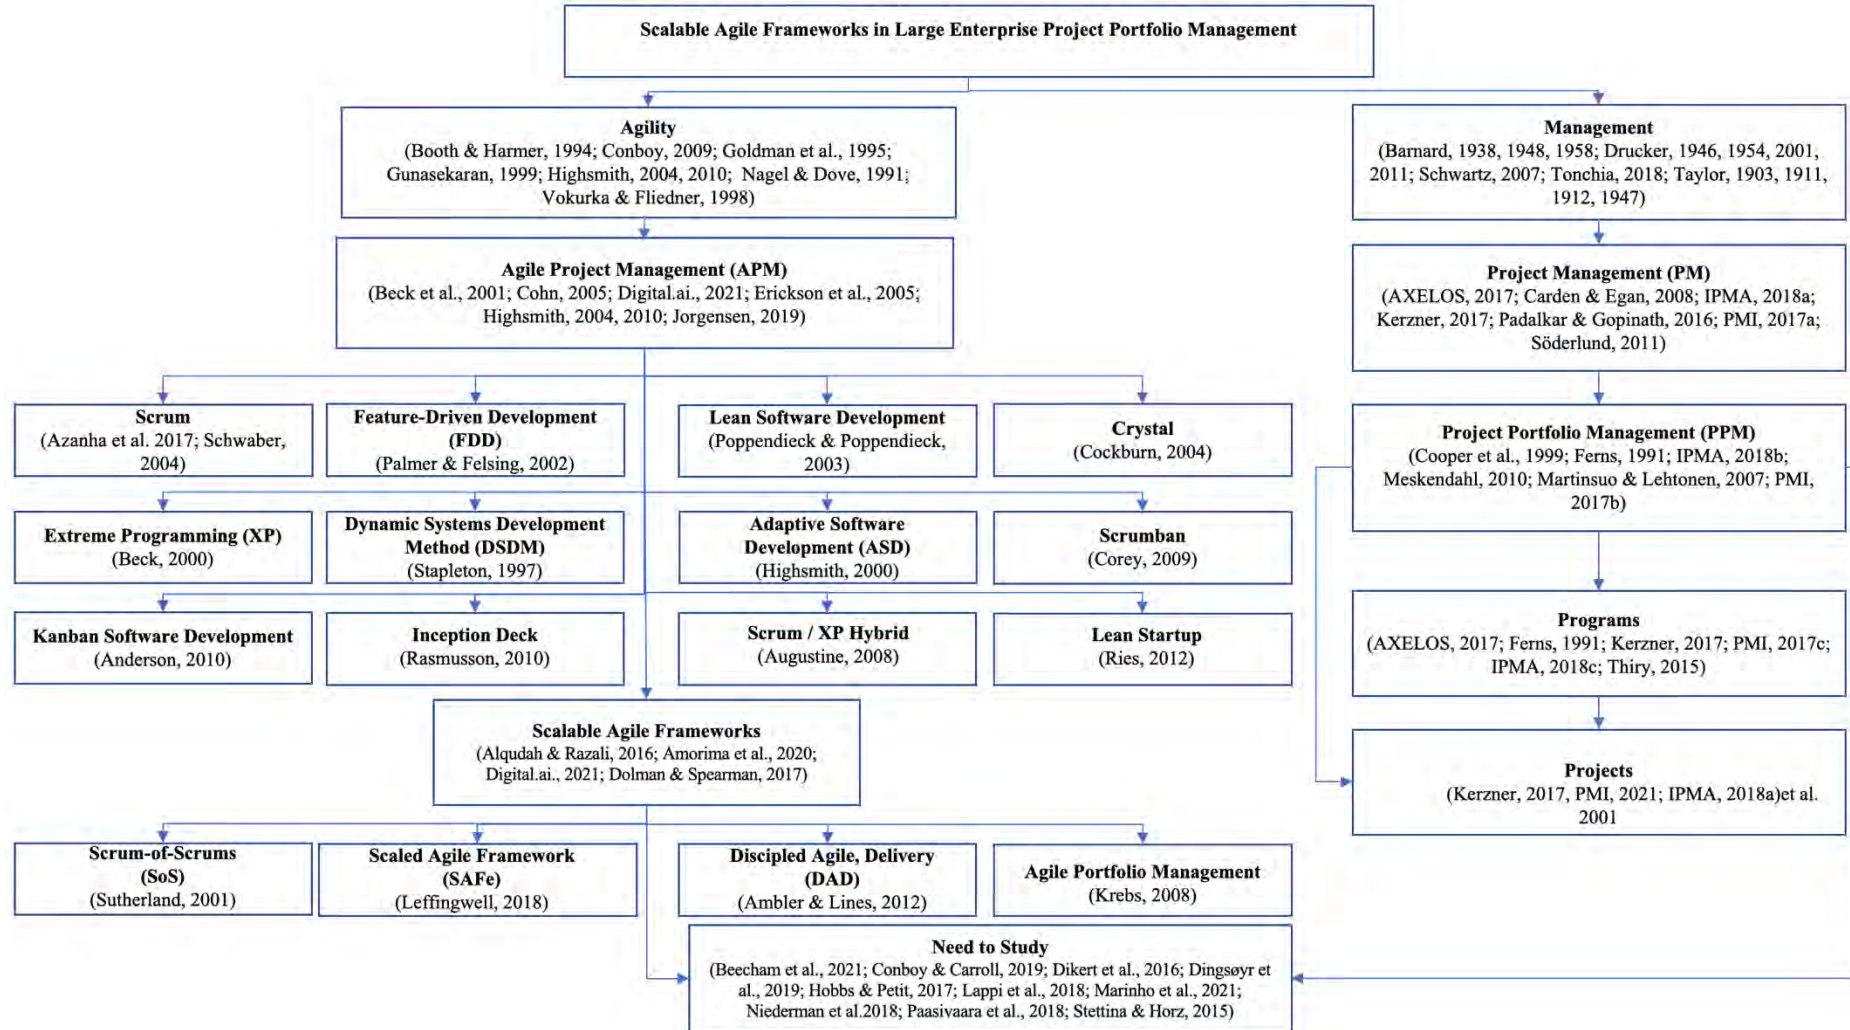 Scalable Agile Frameworks in Large Enterprise Project Portfolio Management
Agility
(Booth & Harmer, 1994; Conboy, 2009; Goldman et al., 1995;
Gunasekaran, 1999; Highsmith, 2004, 2010; Nagel & Dove, 1991;
Vokurka & Fliedner, 1998)
Management
(Barnard, 1938, 1948, 1958; Drucker, 1946, 1954, 2001,
2011; Schwartz, 2007; Tonchia, 2018; Taylor, 1903, 1911,
1912, 1947)
Agile Project Management (APM)
(Beck et al., 2001; Cohn, 2005; Digital.ai., 2021; Erickson et al., 2005;
Highsmith, 2004, 2010; Jorgensen, 2019)
Project Management (PM)
(AXELOS, 2017; Carden & Egan, 2008; IPMA, 2018a;
Kerzner, 2017; Padalkar & Gopinath, 2016; PMI, 2017a;
Söderlund, 2011)
Scrum
(Azanha et al. 2017; Schwaber,
2004)
Feature-Driven Development
(FDD)
(Palmer & Felsing, 2002)
Lean Software Development
(Poppendieck & Poppendieck,
2003)
Crystal
(Cockburn, 2004)
Project Portfolio Management (PPM)
(Cooper et al., 1999; Ferns, 1991; IPMA, 2018b;
Meskendahl, 2010; Martinsuo & Lehtonen, 2007; PMI,
2017b)
Extreme Programming (XP)
(Beck, 2000)
Dynamic Systems Development
Method (DSDM)
(Stapleton, 1997)
Adaptive Software
Development (ASD)
(Highsmith, 2000)
Scrumban
(Corey, 2009)
Kanban Software Development
(Anderson, 2010)
Inception Deck
(Rasmusson, 2010)
Scrum / XP Hybrid
(Augustine, 2008)
Lean Startup
(Ries, 2012)
Programs
(AXELOS, 2017; Ferns, 1991; Kerzner, 2017; PMI, 2017c;
IPMA, 2018c; Thiry, 2015)
Scalable Agile Frameworks
(Alqudah & Razali, 2016; Amorima et al., 2020;
Digital.ai., 2021; Dolman & Spearman, 2017)
Projects
(Kerzner, 2017, PMI, 2021; IPMA, 2018a)et al.
2001
Scrum-of-Scrums
(SoS)
(Sutherland, 2001)
Scaled Agile Framework
(SAFe)
(Leffingwell, 2018)
Discipled Agile, Delivery
(DAD)
(Ambler & Lines, 2012)
Agile Portfolio Management
(Krebs, 2008)
Need to Study
(Beecham et al., 2021; Conboy & Carroll, 2019; Dikert et al., 2016; Dingsøyr et
al., 2019; Hobbs & Petit, 2017; Lappi et al., 2018; Marinho et al., 2021;
Niederman et al.2018; Paasivaara et al., 2018; Stettina & Horz, 2015)